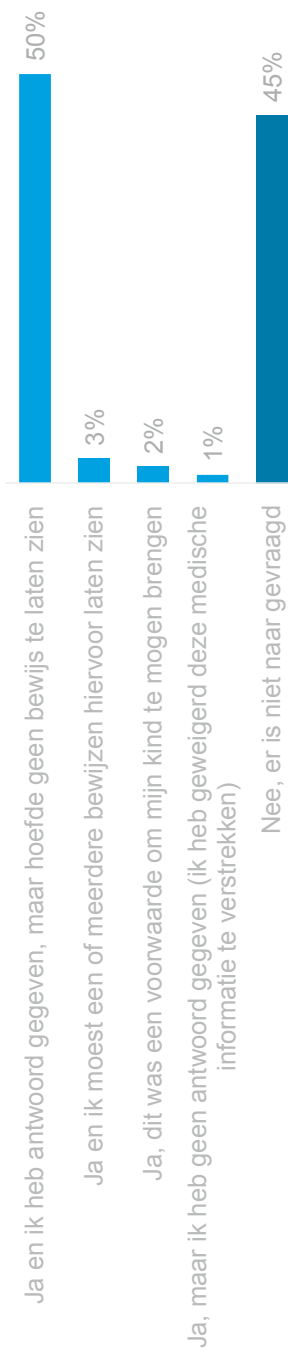 Ja en ik heb antwoord gegeven, maar hoefde geen bewijs te laten zien
50%
Ja en ik moest een of meerdere bewijzen hiervoor laten zien
3%
Ja, dit was een voorwaarde om mijn kind te mogen brengen
2%
Ja, maar ik heb geen antwoord gegeven (ik heb geweigerd deze medische
informatie te verstrekken)
1%
Nee, er is niet naar gevraagd
45%